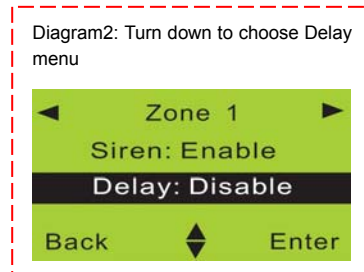 Diagram2: Turn down to choose Delay
menu
Zone 1
Siren: Enable
Delay: Disable
Back Enter